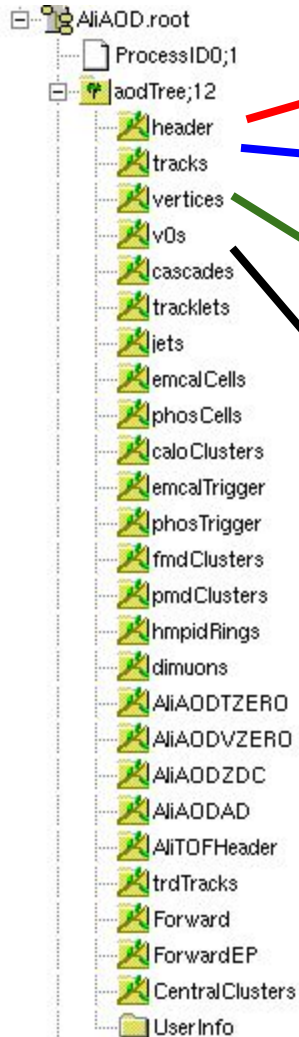 AliAOD.root
ProcessID0;1
aodTree;12
header
tracks
vertices
v0s
cascades
tracklets
jets
emcalCells
phosCells
caloClusters
emcalTrigger
phosTrigger
fmdClusters
pmdClusters
hmpidRings
dimuons
AliAODTZERO
AliAODVZERO
AliAODZDC
AliAODAD
AliTOFHeader
trdTracks
Forward
ForwardEP
CentralClusters
UserInfo